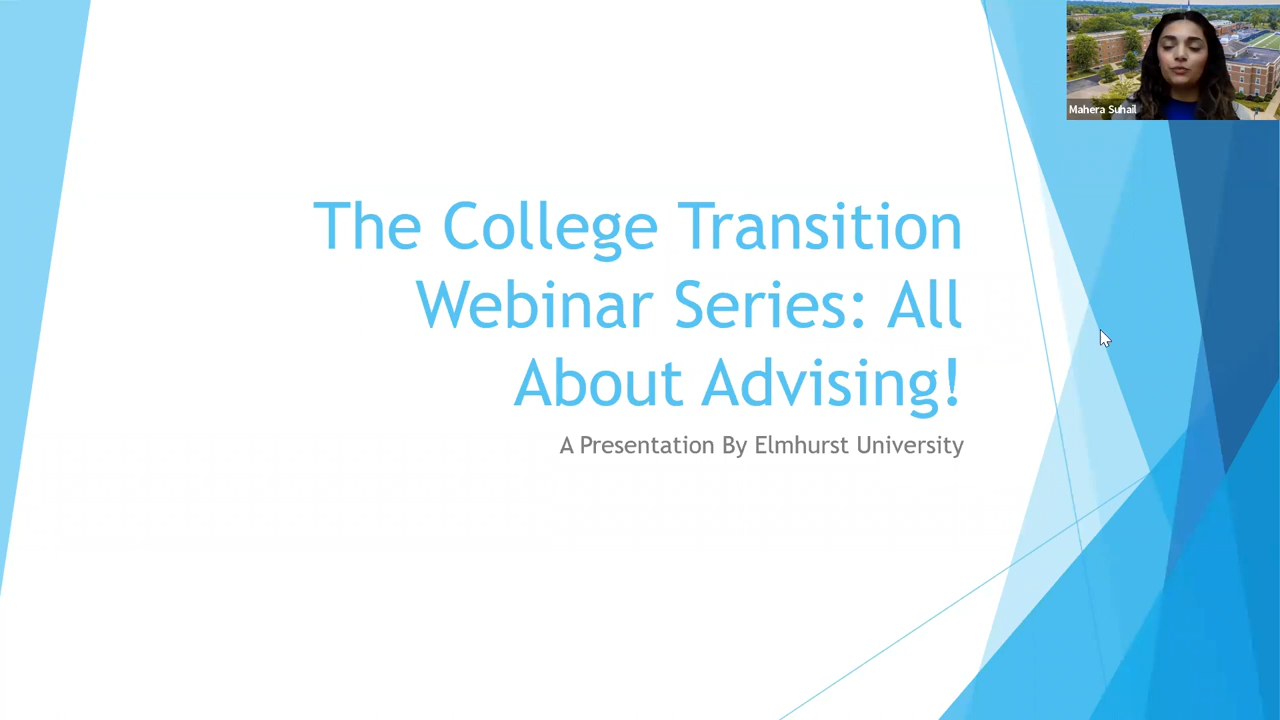 Mahera Suhail
The College Transition
Webinar Series: All
About Advising!
A Presentation By Elmhurst University